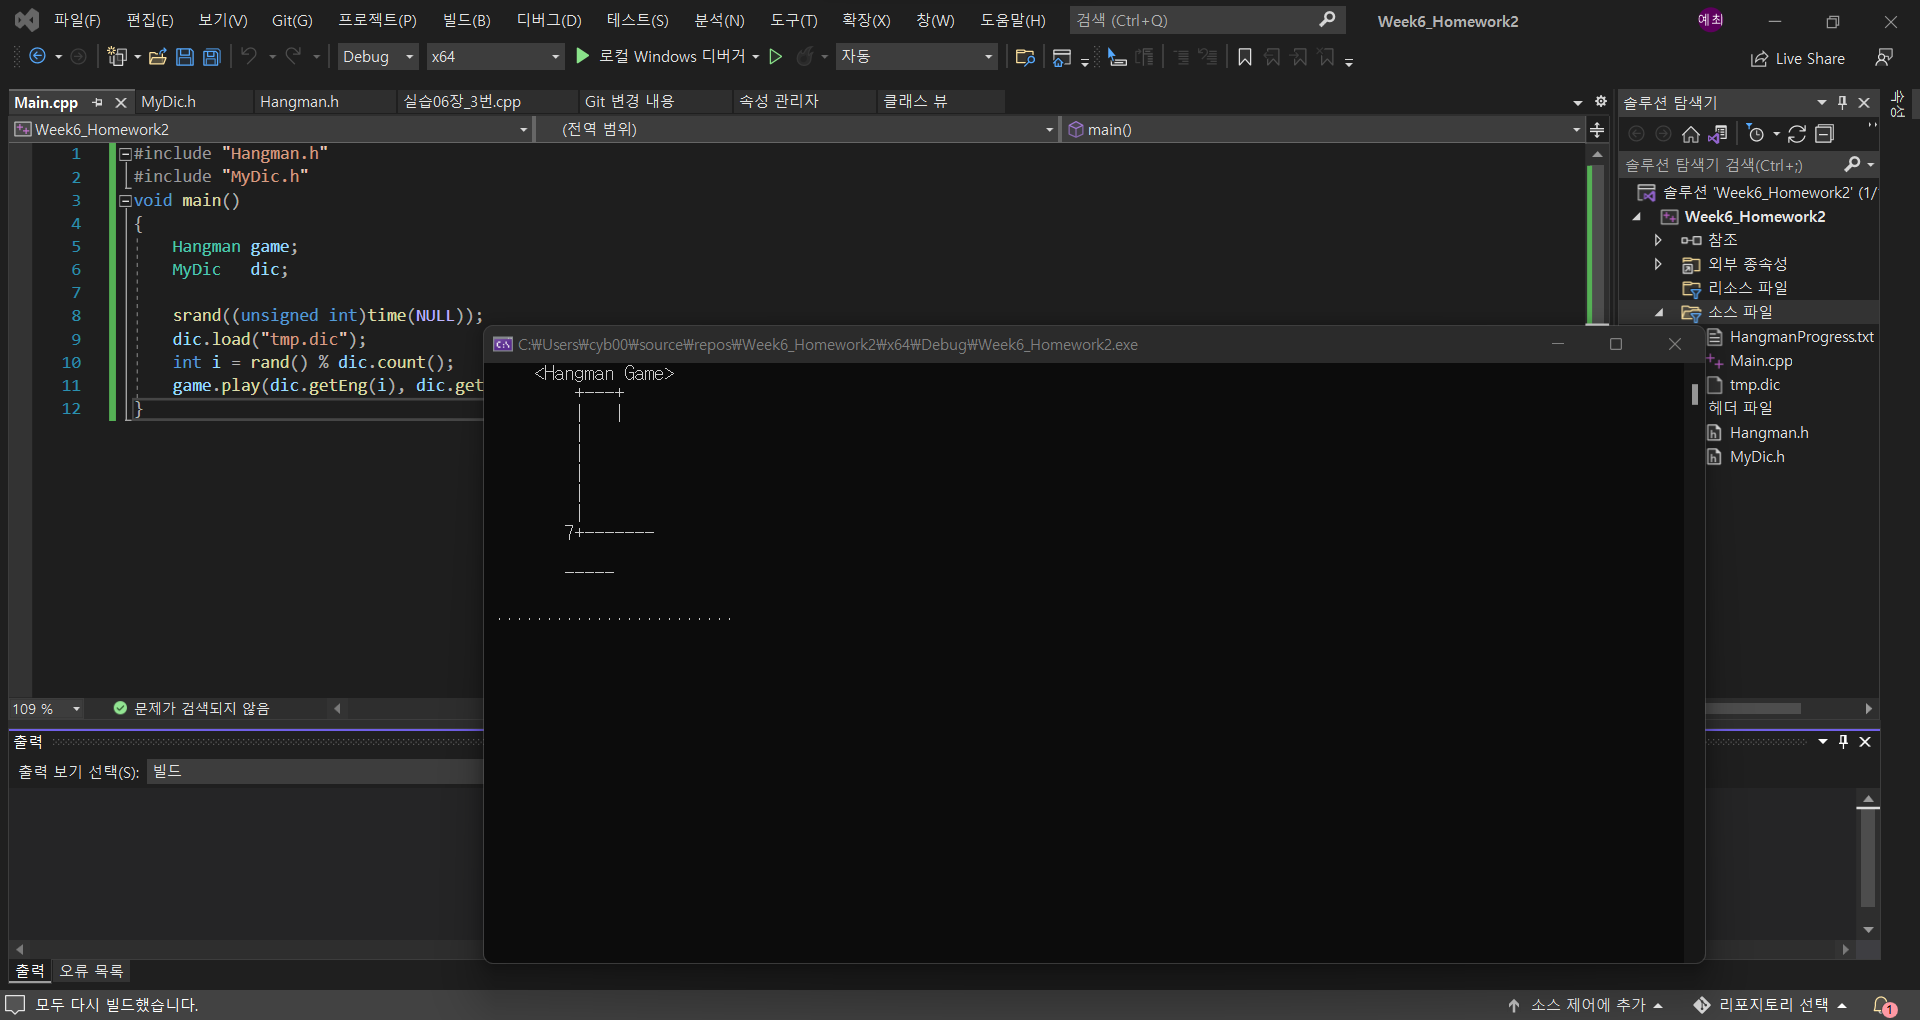 파일(F) 편집(E) 보기(V) Git(G) 프로젝트(P) 빌드(B) 디버그(D) 테스트(S) 분석(N) 도구(T) 확장(X) 창(W) 도움말(H) 검색 (Ctrl+Q) Week6_Homework2 예최
Debug x64 로컬 Windows 디버거 자동 Live Share
Main.cpp MyDic.h Hangman.h 실습06장_3번.cpp Git 변경 내용 속성 관리자 클래스 뷰
Week6_Homework2 (전역 범위) main()
1 #include "Hangman.h"
2 #include "MyDic.h"
3 void main()
4 {
5 Hangman game;
6 MyDic dic;
7
8 srand((unsigned int)time(NULL));
9 dic.load("tmp.dic");
10 int i = rand() % dic.count();
11 game.play(dic.getEng(i), dic.get
12 }
109 % 문제가 검색되지 않음
출력
출력 보기 선택(S): 빌드
출력 오류 목록
모두 다시 빌드했습니다. 소스 제어에 추가 리포지토리 선택 1
C:₩Users₩cyb00₩source₩repos₩Week6_Homework2₩x64₩Debug₩Week6_Homework2.exe
<Hangman Game>
+---+
|   |
|
|
|
|
|
7+-------
-----
........................
솔루션 탐색기
솔루션 탐색기 검색(Ctrl+;)
솔루션 'Week6_Homework2' (1/
Week6_Homework2
참조
외부 종속성
리소스 파일
소스 파일
HangmanProgress.txt
Main.cpp
tmp.dic
헤더 파일
Hangman.h
MyDic.h
속성